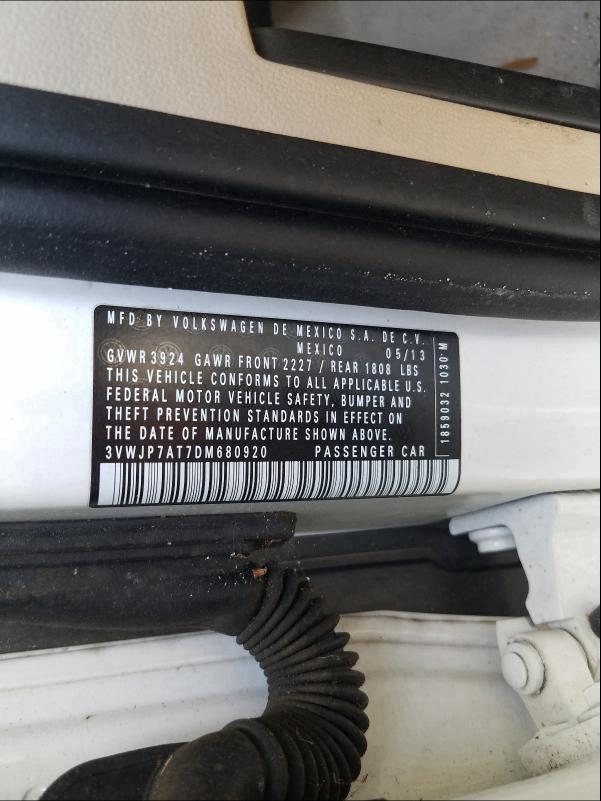 MFD BY VOLKSWAGEN DE MEXICO S.A. DE C.V.
MEXICO 05/13
GVWR 3924 GAWR FRONT 2227 / REAR 1808 LBS
THIS VEHICLE CONFORMS TO ALL APPLICABLE U.S.
FEDERAL MOTOR VEHICLE SAFETY, BUMPER AND
THEFT PREVENTION STANDARDS IN EFFECT ON
THE DATE OF MANUFACTURE SHOWN ABOVE.
3VWJP7AT7DM680920 PASSENGER CAR
1859032 1030 M